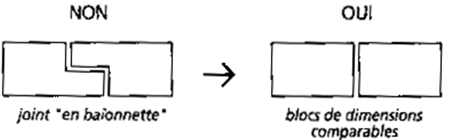 NON
OUI
joint "en baïonnette"
blocs de dimensions
comparables